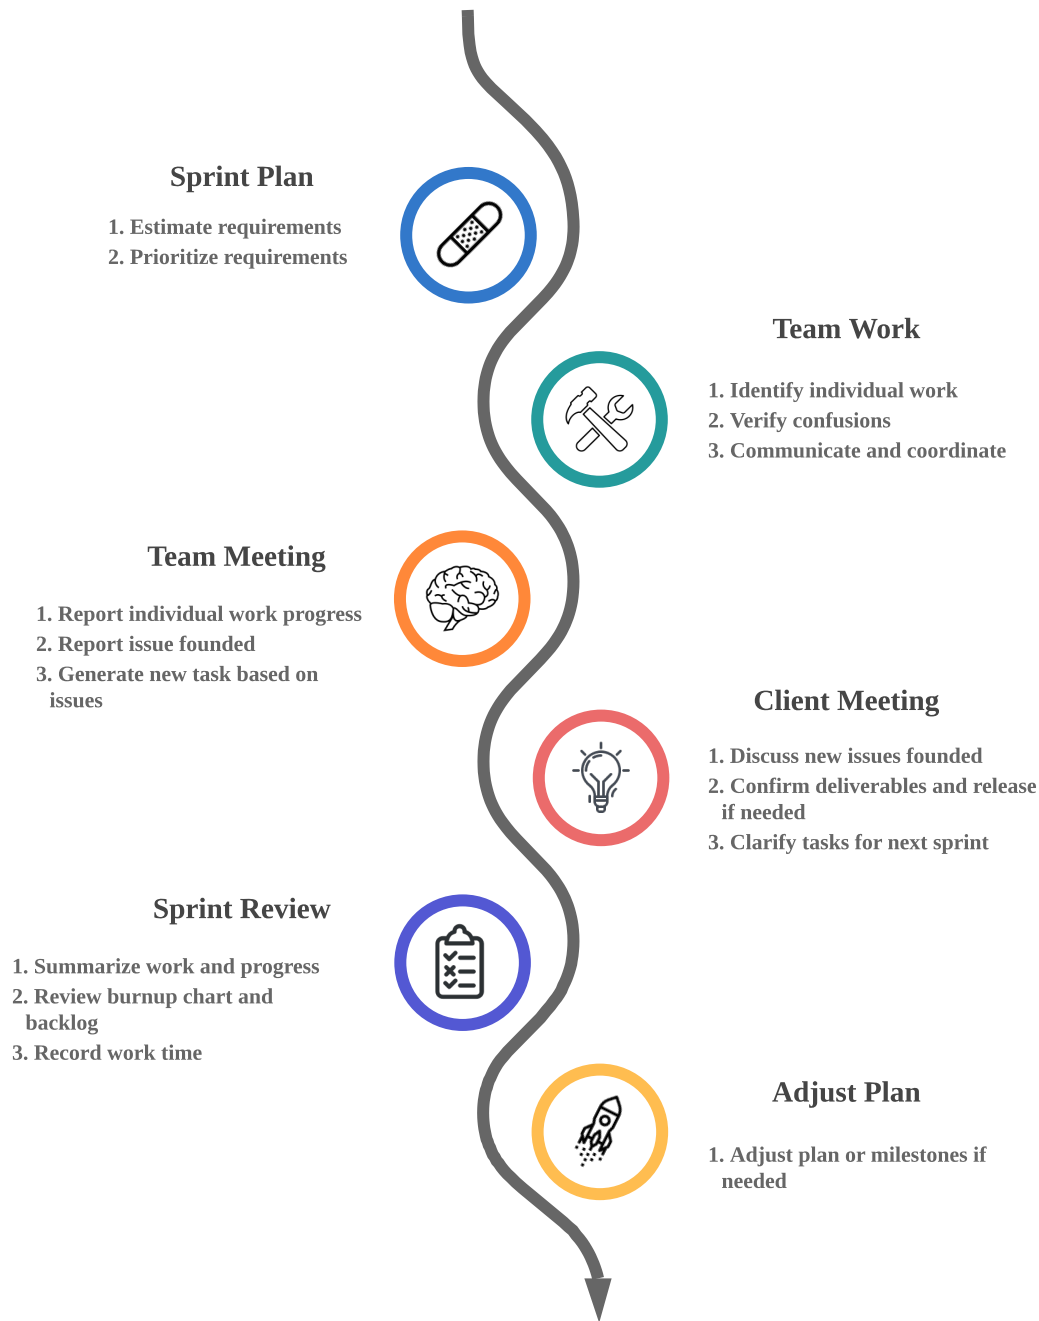 Sprint Plan
1. Estimate requirements
2. Prioritize requirements
Team Work
1. Identify individual work
2. Verify confusions
3. Communicate and coordinate
Team Meeting
1. Report individual work progress
2. Report issue founded
3. Generate new task based on
issues
Client Meeting
1. Discuss new issues founded
2. Confirm deliverables and release
if needed
3. Clarify tasks for next sprint
Sprint Review
1. Summarize work and progress
2. Review burnup chart and
backlog
3. Record work time
Adjust Plan
1. Adjust plan or milestones if
needed